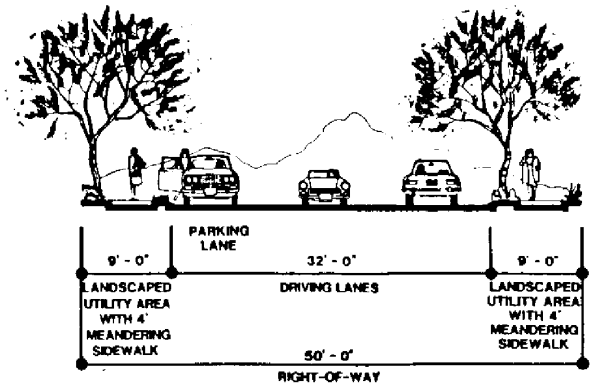 PARKING
LANE
9' - 0"
32' - 0"
9' - 0"
LANDSCAPED
UTILITY AREA
WITH 4'
MEANDERING
SIDEWALK
DRIVING LANES
LANDSCAPED
UTILITY AREA
WITH 4'
MEANDERING
SIDEWALK
50' - 0"
RIGHT-OF-WAY